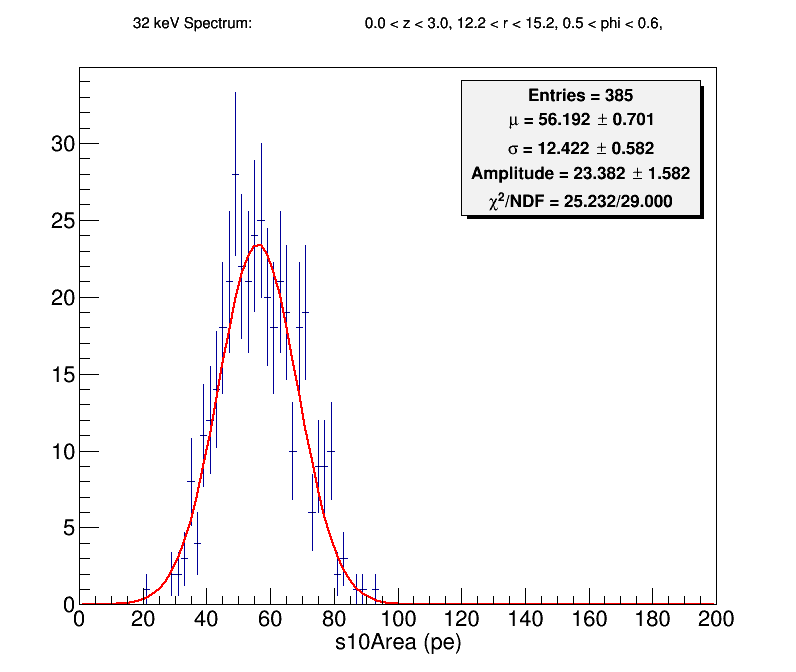 32 keV Spectrum: 0.0 < z < 3.0, 12.2 < r < 15.2, 0.5 < phi < 0.6,
Entries = 385
μ = 56.192 ± 0.701
σ = 12.422 ± 0.582
Amplitude = 23.382 ± 1.582
χ²/NDF = 25.232/29.000
30
25
20
15
10
5
0
0 20 40 60 80 100 120 140 160 180 200
s10Area (pe)